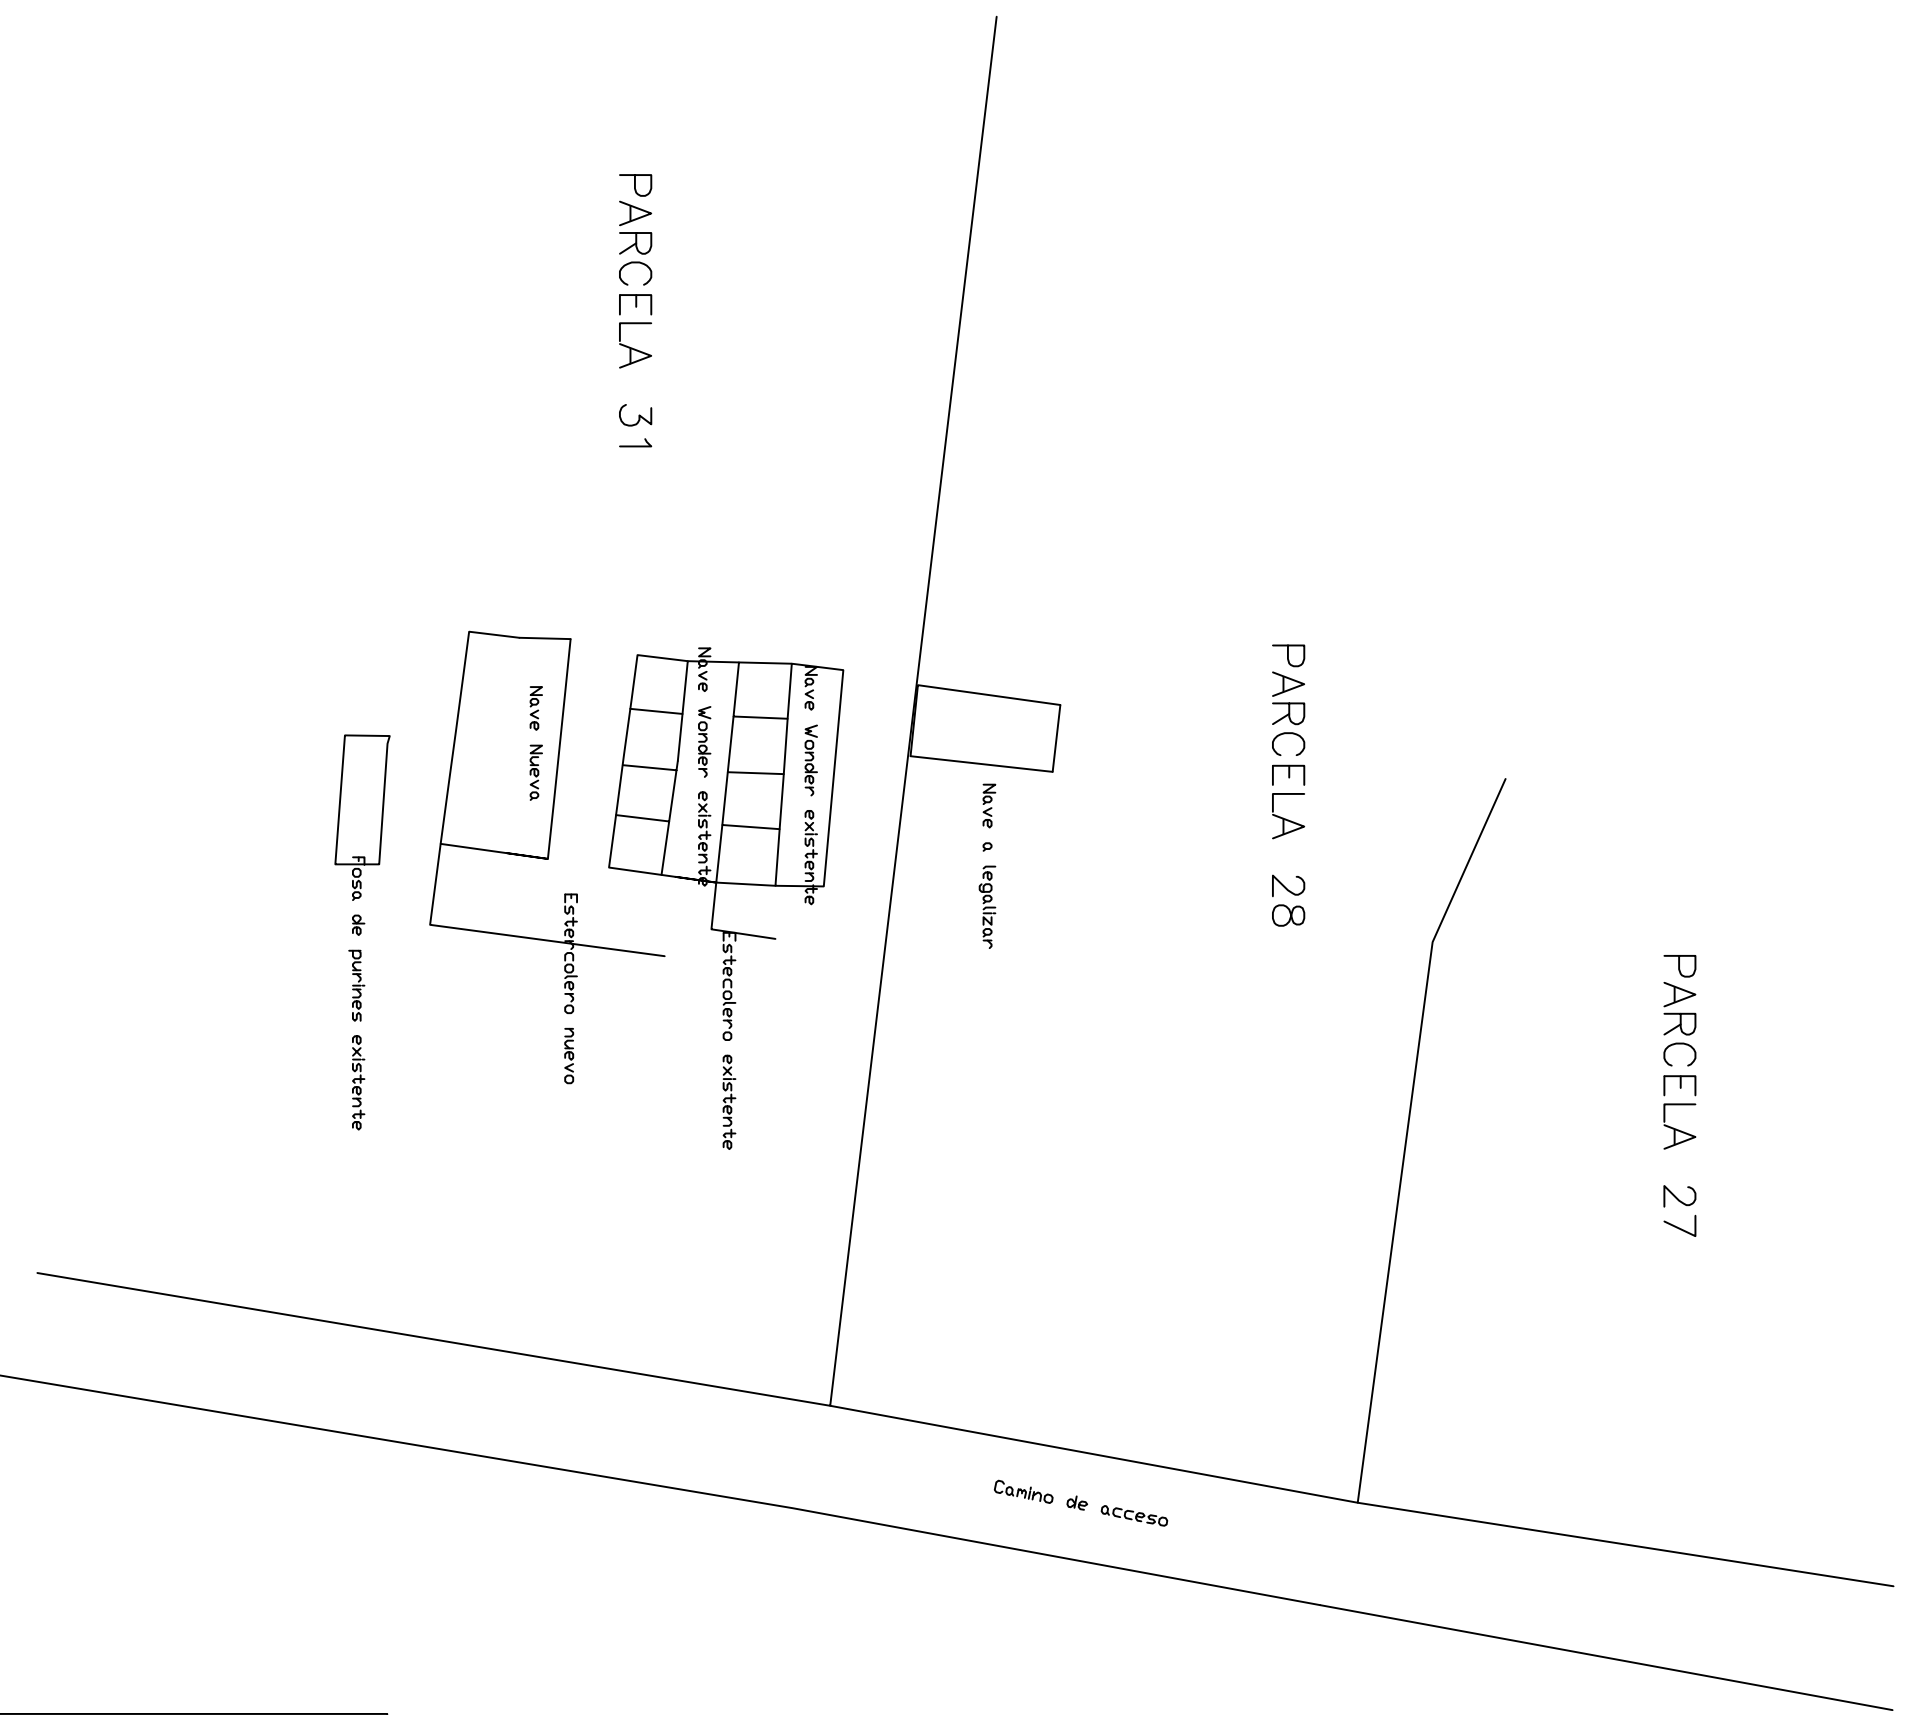 PARCELA 31
PARCELA 28
PARCELA 27
Nave Wonder existente
Nave Wonder existente
Nave Nueva
Nave a legalizar
Fosa de purines existente
Estercolero nuevo
Estecolero existente
Camino de acceso